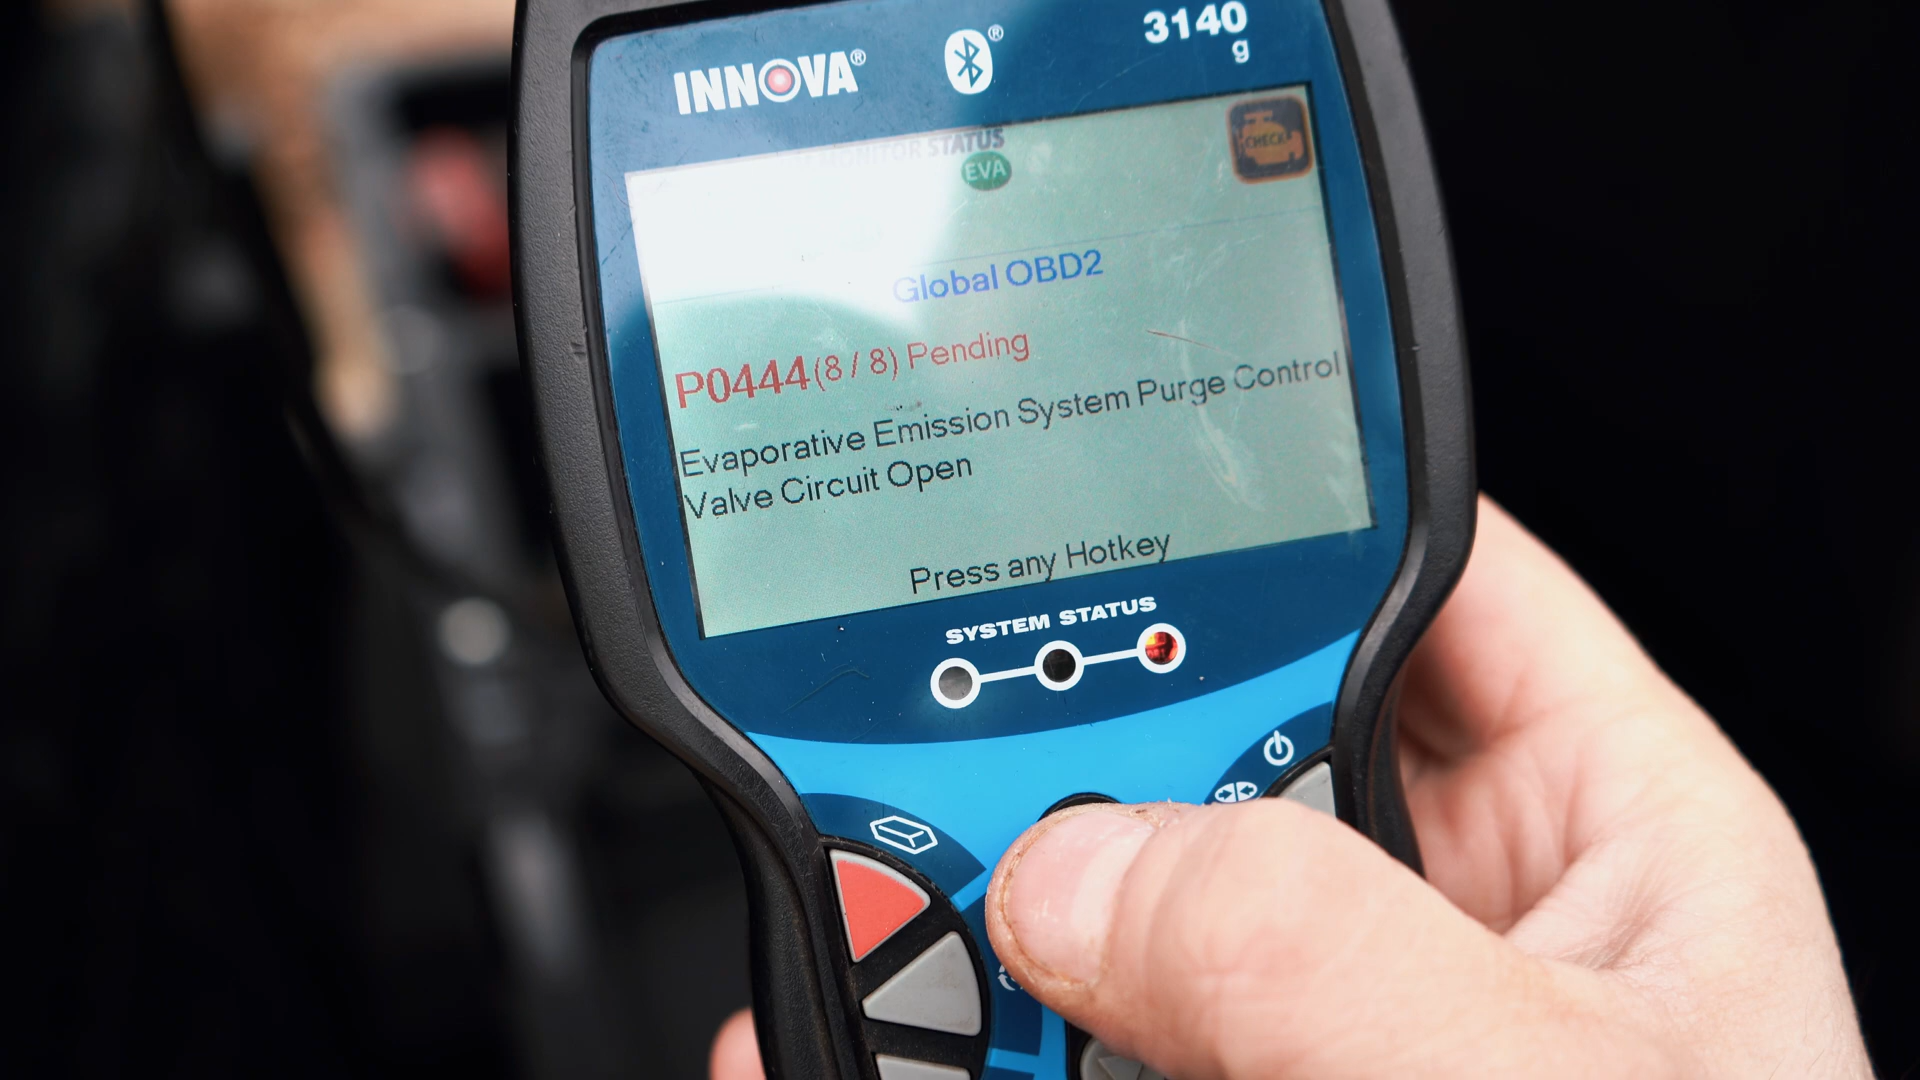 INNOVA®
®
3140
g
MONITOR STATUS
EVA
CHECK
Global OBD2
P0444(8 / 8) Pending
Evaporative Emission System Purge Control
Valve Circuit Open
Press any Hotkey
SYSTEM STATUS